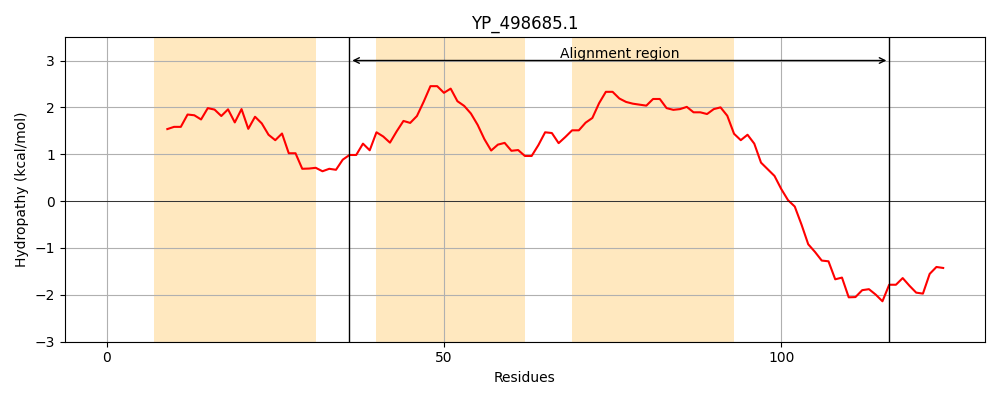 YP_498685.1
Alignment region
Hydropathy (kcal/mol)
3
2
1
0
−1
−2
−3
0
50
100
Residues